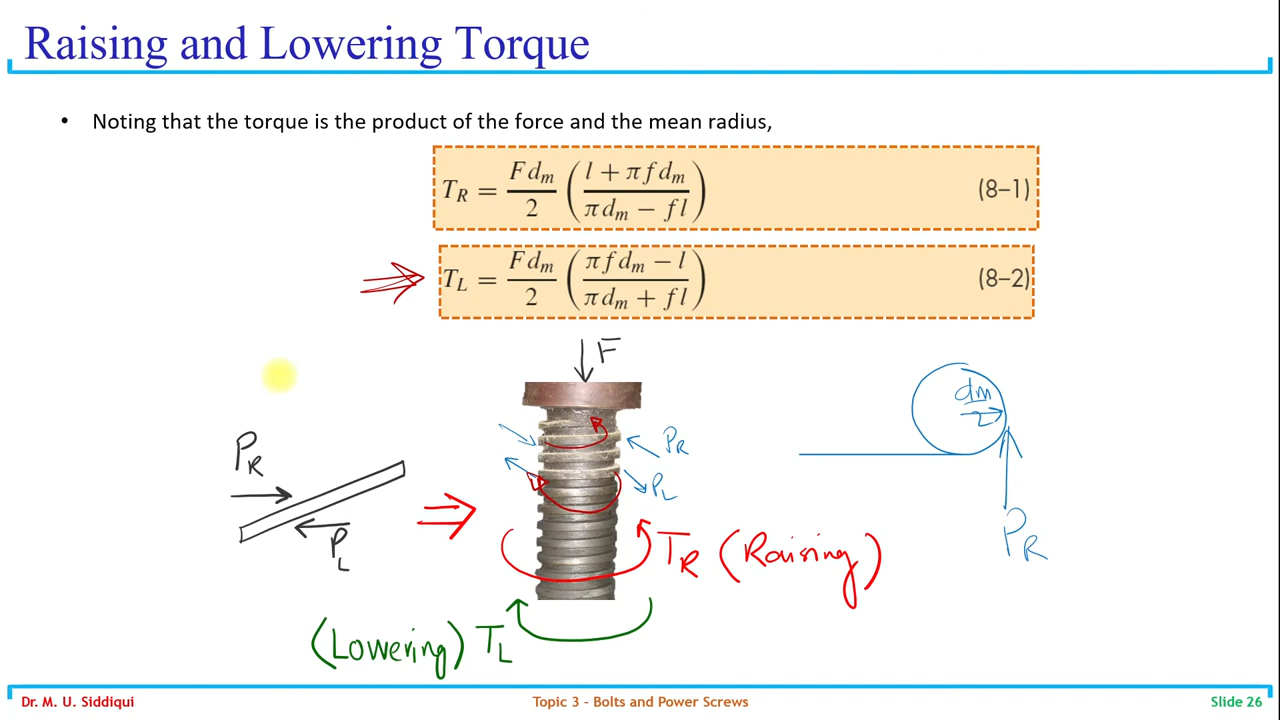 Raising and Lowering Torque
• Noting that the torque is the product of the force and the mean radius,
T_R = F d_m / 2 ( (l + π f d_m) / (π d_m − f l) ) (8–1)
T_L = F d_m / 2 ( (π f d_m − l) / (π d_m + f l) ) (8–2)
F
d_m / 2
P_R
P_R
P_L
P_L
P_R
T_R (Raising)
(Lowering) T_L
Dr. M. U. Siddiqui
Topic 3 - Bolts and Power Screws
Slide 26